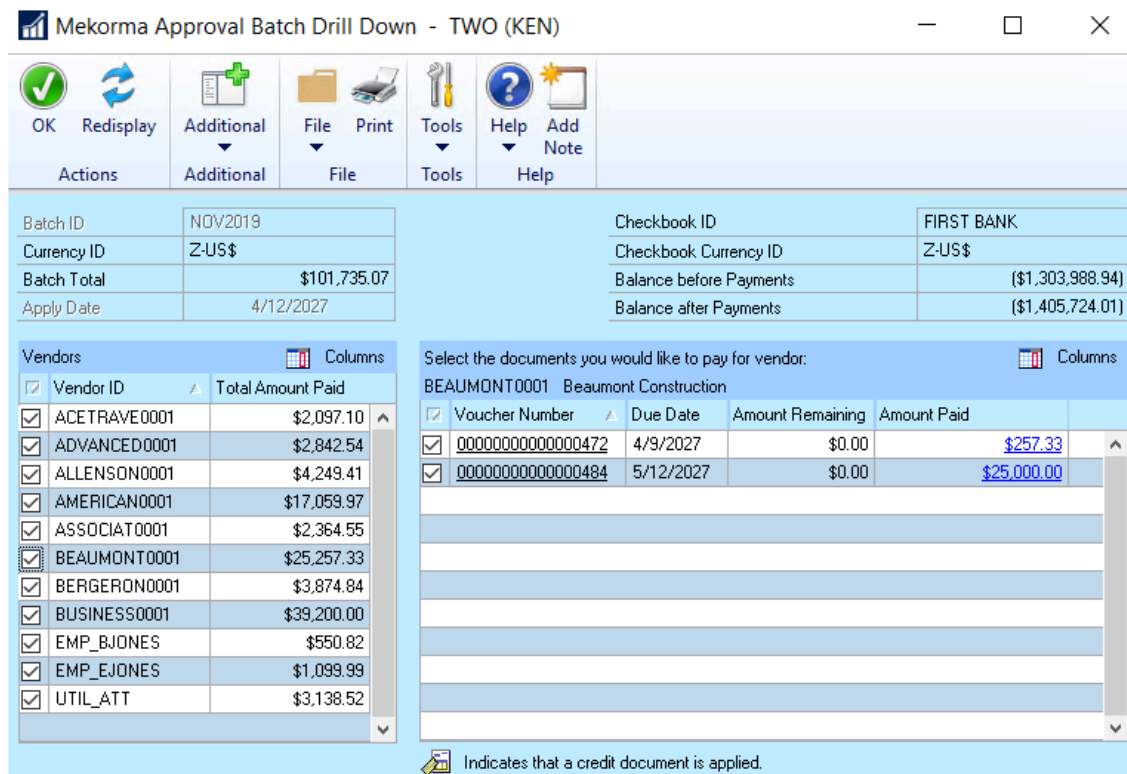 Mekorma Approval Batch Drill Down - TWO (KEN)
OK Redisplay Additional File Print Tools Help Add Note
Actions Additional File Tools Help
Batch ID NOV2019 Checkbook ID FIRST BANK
Currency ID Z-US$ Checkbook Currency ID Z-US$
Batch Total $101,735.07 Balance before Payments ($1,303,988.94)
Apply Date 4/12/2027 Balance after Payments ($1,405,724.01)
Vendors Columns
Vendor ID Total Amount Paid
ACETRAVE0001 $2,097.10
ADVANCED0001 $2,842.54
ALLENSON0001 $4,249.41
AMERICAN0001 $17,059.97
ASSOCIAT0001 $2,364.55
BEAUMONT0001 $25,257.33
BERGERON0001 $3,874.84
BUSINESS0001 $39,200.00
EMP_BJONES $550.82
EMP_EJONES $1,099.99
UTIL_ATT $3,138.52
Select the documents you would like to pay for vendor: Columns
BEAUMONT0001 Beaumont Construction
Voucher Number Due Date Amount Remaining Amount Paid
00000000000000472 4/9/2027 $0.00 $257.33
00000000000000484 5/12/2027 $0.00 $25,000.00
Indicates that a credit document is applied.